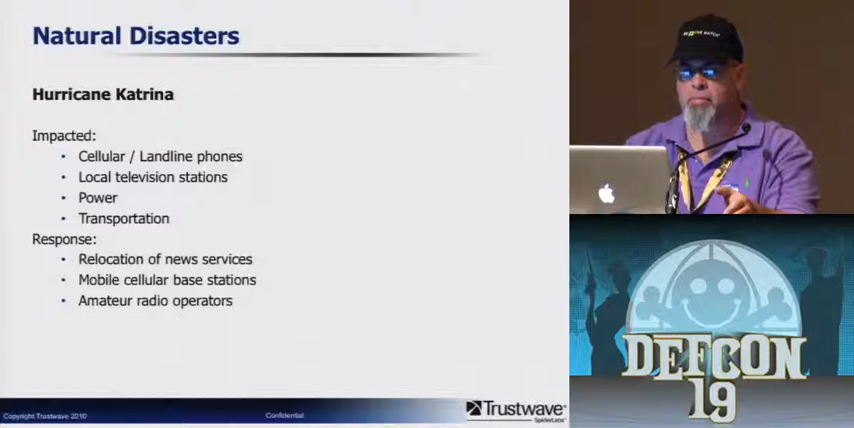 Natural Disasters
Hurricane Katrina
Impacted:
• Cellular / Landline phones
• Local television stations
• Power
• Transportation
Response:
• Relocation of news services
• Mobile cellular base stations
• Amateur radio operators
Copyright Trustwave 2010
Confidential
Trustwave
SpiderLabs
DEFCON
19